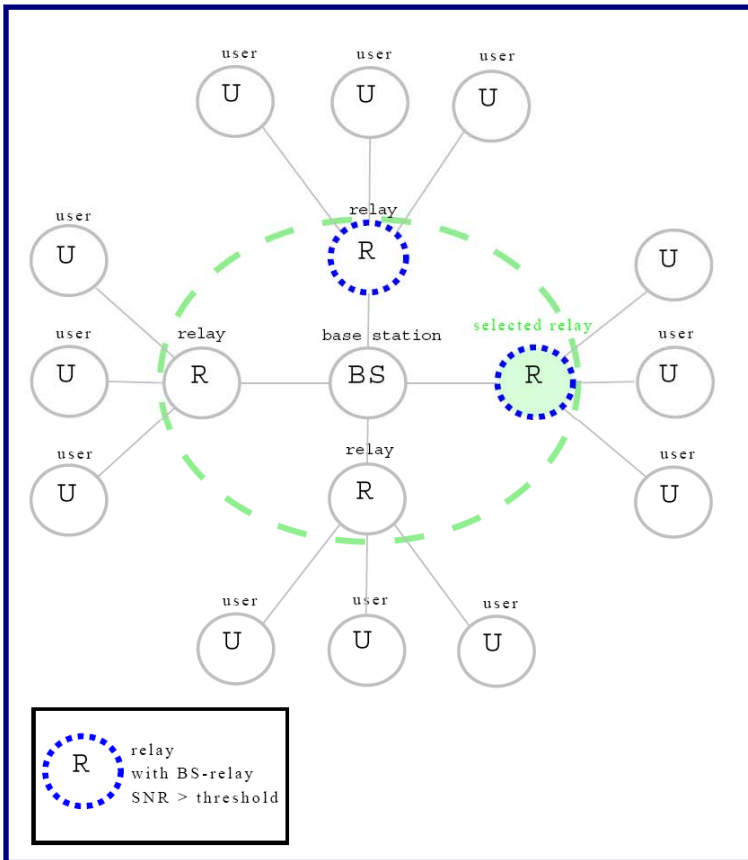 user
user
user
U
U
U
relay
R
user
U
U
selected relay
base station
relay
user
user
U
R
BS
R
U
relay
user
user
U
R
U
user
user
user
U
U
U
R
relay
with BS-relay
SNR > threshold